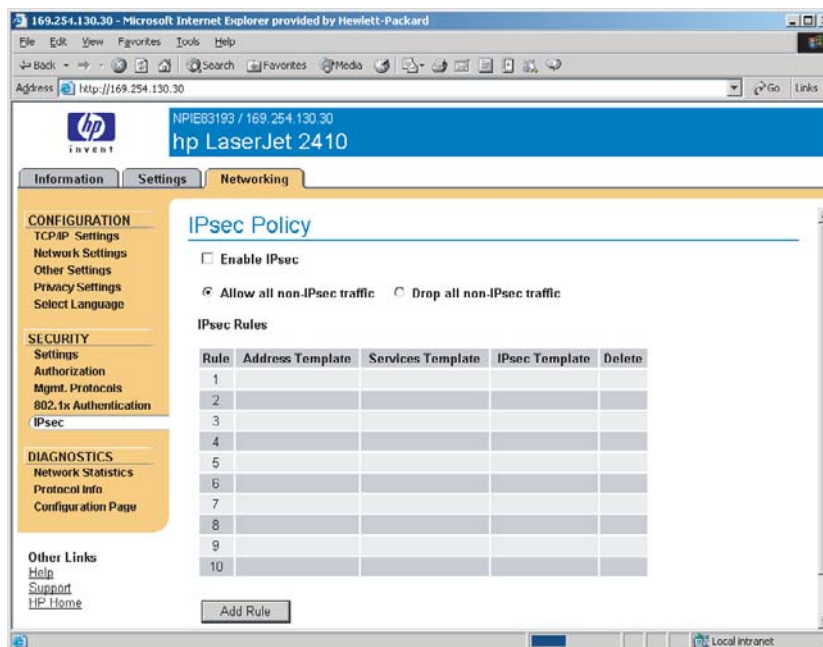 169.254.130.30 - Microsoft Internet Explorer provided by Hewlett-Packard
File Edit View Favorites Tools Help
Back Search Favorites Media
Address http://169.254.130.30 Go Links
hp
invent
NPIE83193 / 169.254.130.30
hp LaserJet 2410
Information Settings Networking
CONFIGURATION
TCP/IP Settings
Network Settings
Other Settings
Privacy Settings
Select Language
SECURITY
Settings
Authorization
Mgmt. Protocols
802.1x Authentication
IPsec
DIAGNOSTICS
Network Statistics
Protocol Info
Configuration Page
Other Links
Help
Support
HP Home
IPsec Policy
Enable IPsec
Allow all non-IPsec traffic Drop all non-IPsec traffic
IPsec Rules
Rule Address Template Services Template IPsec Template Delete
1
2
3
4
5
6
7
8
9
10
Add Rule
Local intranet